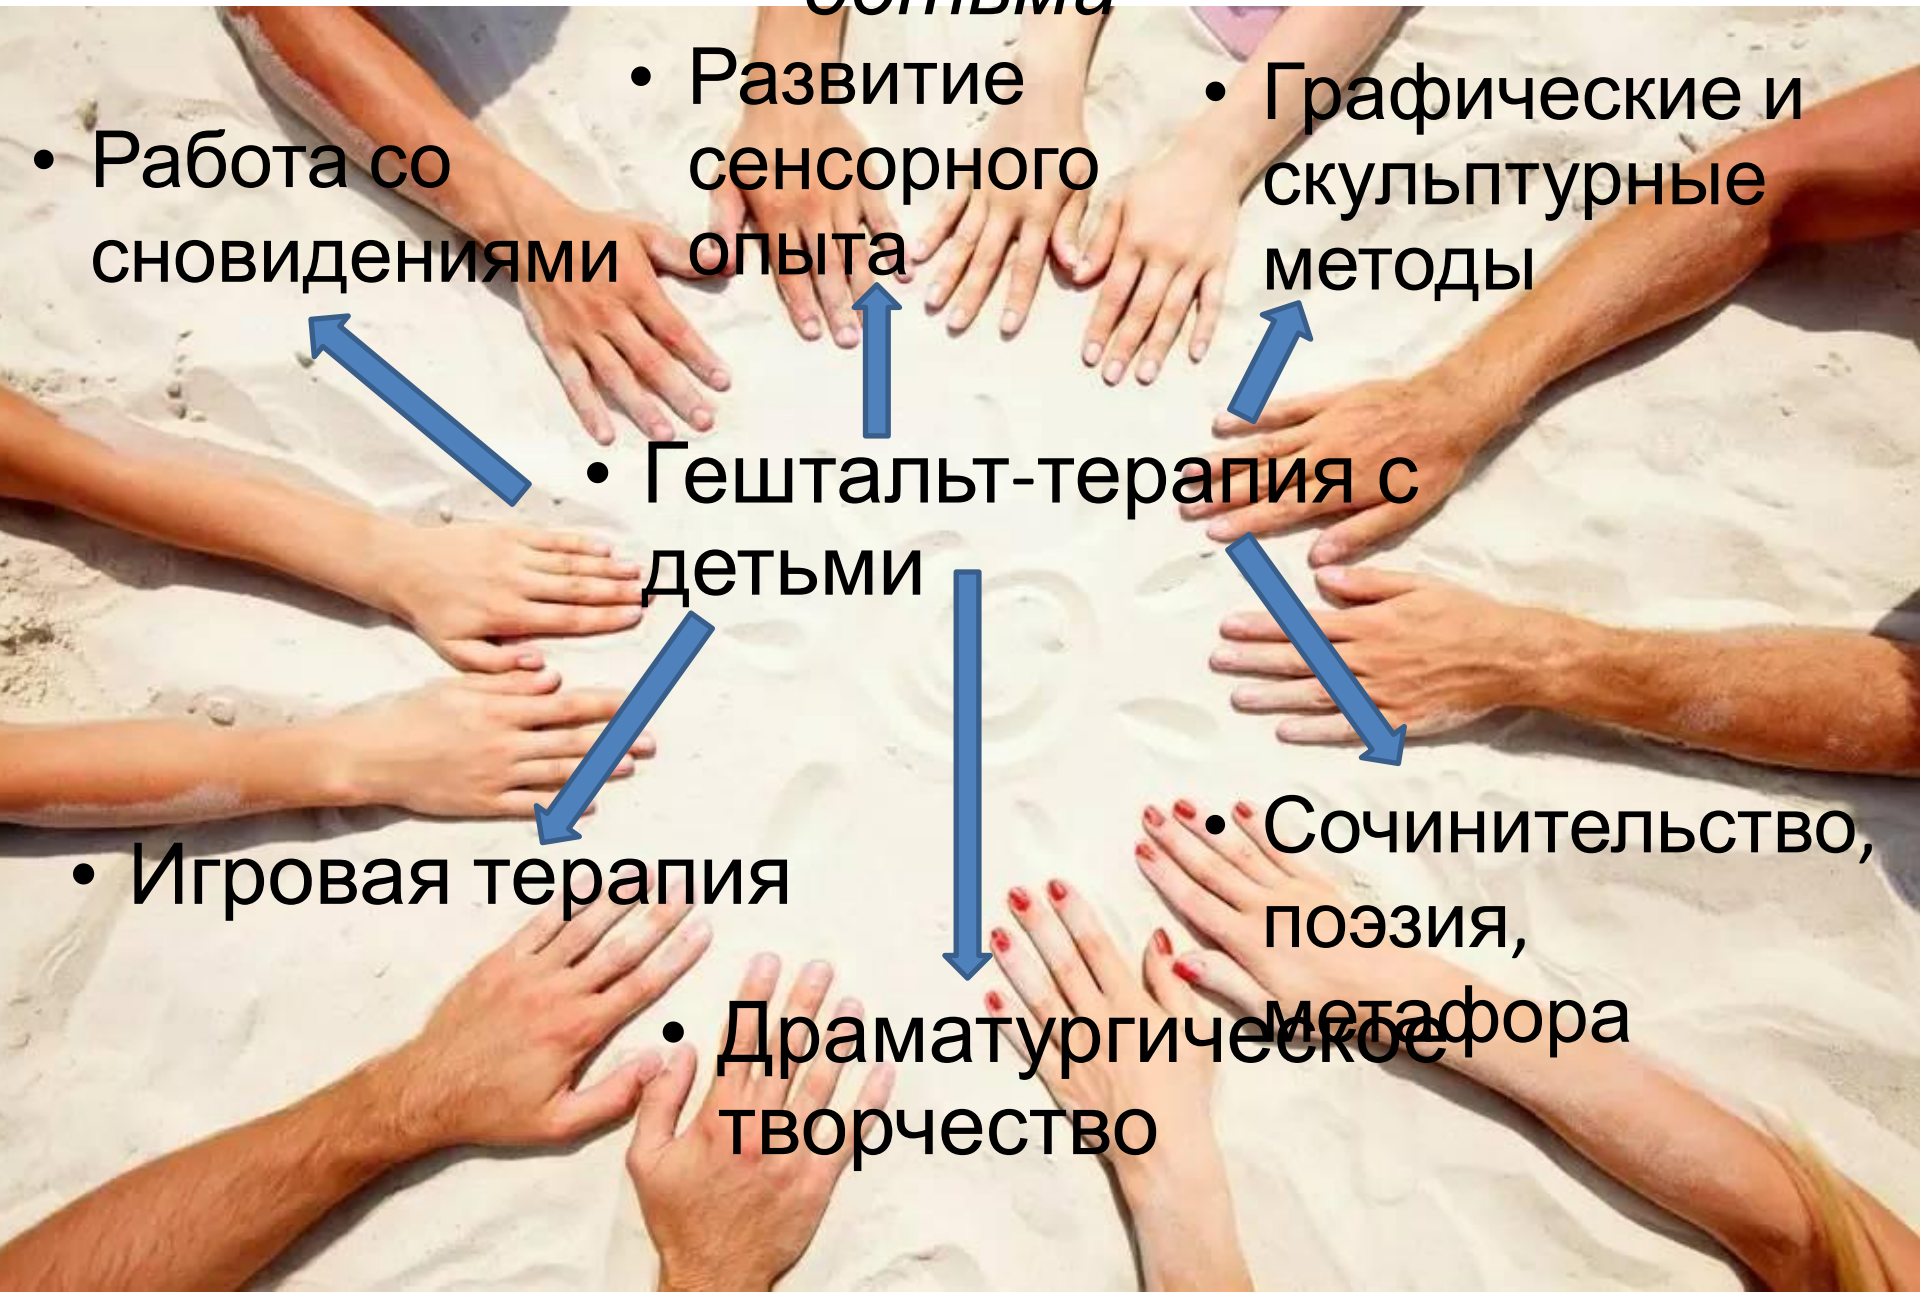 Развитие
сенсорного
опыта
Графические и
скульптурные
методы
Работа со
сновидениями
Гештальт-терапия с
детьми
Игровая терапия
Сочинительство,
поэзия,
метафора
Драматургическое
творчество